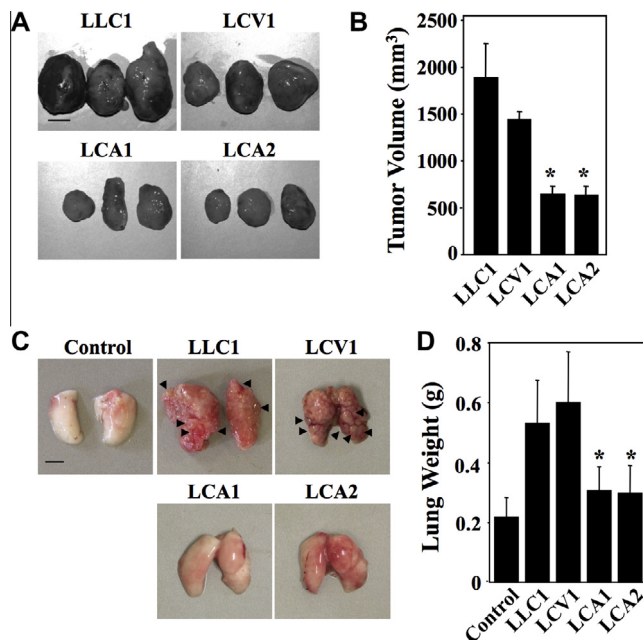 A
LLC1
LCV1
LCA1
LCA2
B
Tumor Volume (mm³)
2500
2000
1500
1000
500
0
*
*
LLC1
LCV1
LCA1
LCA2
C
Control
LLC1
LCV1
LCA1
LCA2
D
Lung Weight (g)
0.8
0.6
0.4
0.2
0
*
*
Control
LLC1
LCV1
LCA1
LCA2